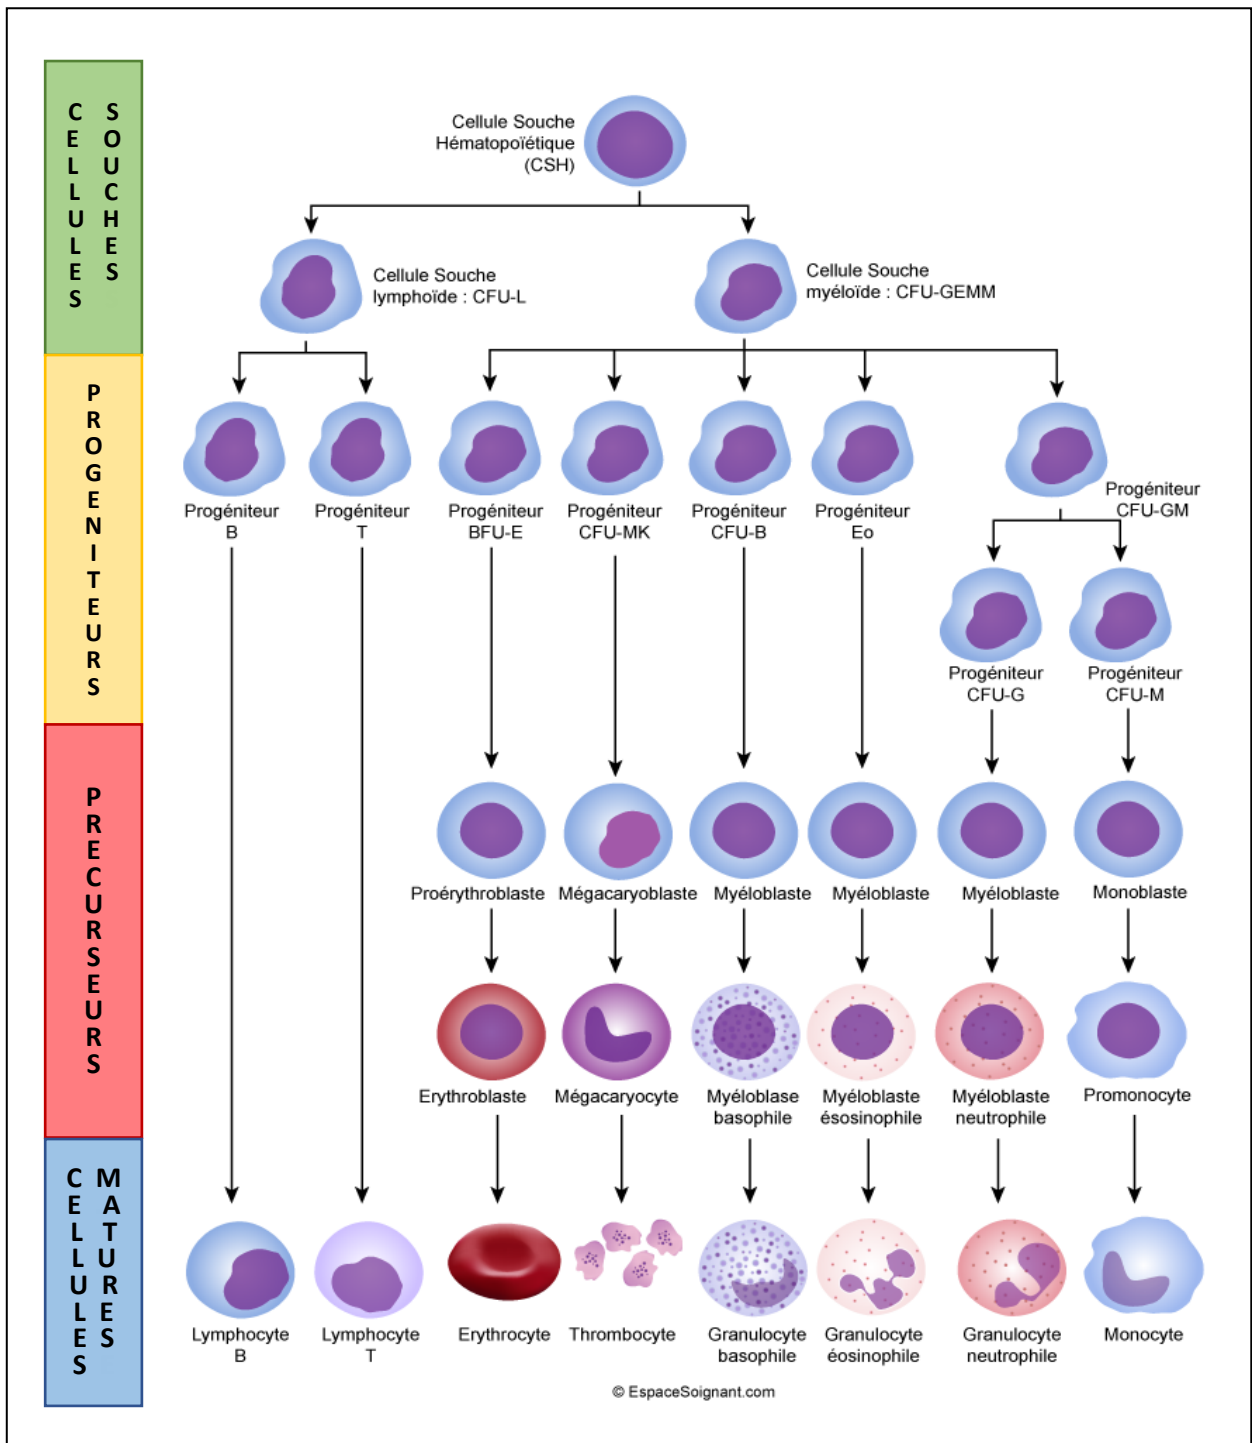 CELLULES SOUCHES
Cellule Souche
Hématopoïétique
(CSH)
Cellule Souche
lymphoïde : CFU-L
Cellule Souche
myéloïde : CFU-GEMM
PROGENITEURS
Progéniteur
B
Progéniteur
T
Progéniteur
BFU-E
Progéniteur
CFU-MK
Progéniteur
CFU-B
Progéniteur
Eo
Progéniteur
CFU-GM
Progéniteur
CFU-G
Progéniteur
CFU-M
PRECURSEURS
Proérythroblaste
Mégacaryoblaste
Myéloblaste
Myéloblaste
Myéloblaste
Monoblaste
Erythroblaste
Mégacaryocyte
Myéloblase
basophile
Myéloblaste
ésosinophile
Myéloblaste
neutrophile
Promonocyte
CELLULES MATURES
Lymphocyte
B
Lymphocyte
T
Erythrocyte
Thrombocyte
Granulocyte
basophile
Granulocyte
éosinophile
Granulocyte
neutrophile
Monocyte
© EspaceSoignant.com